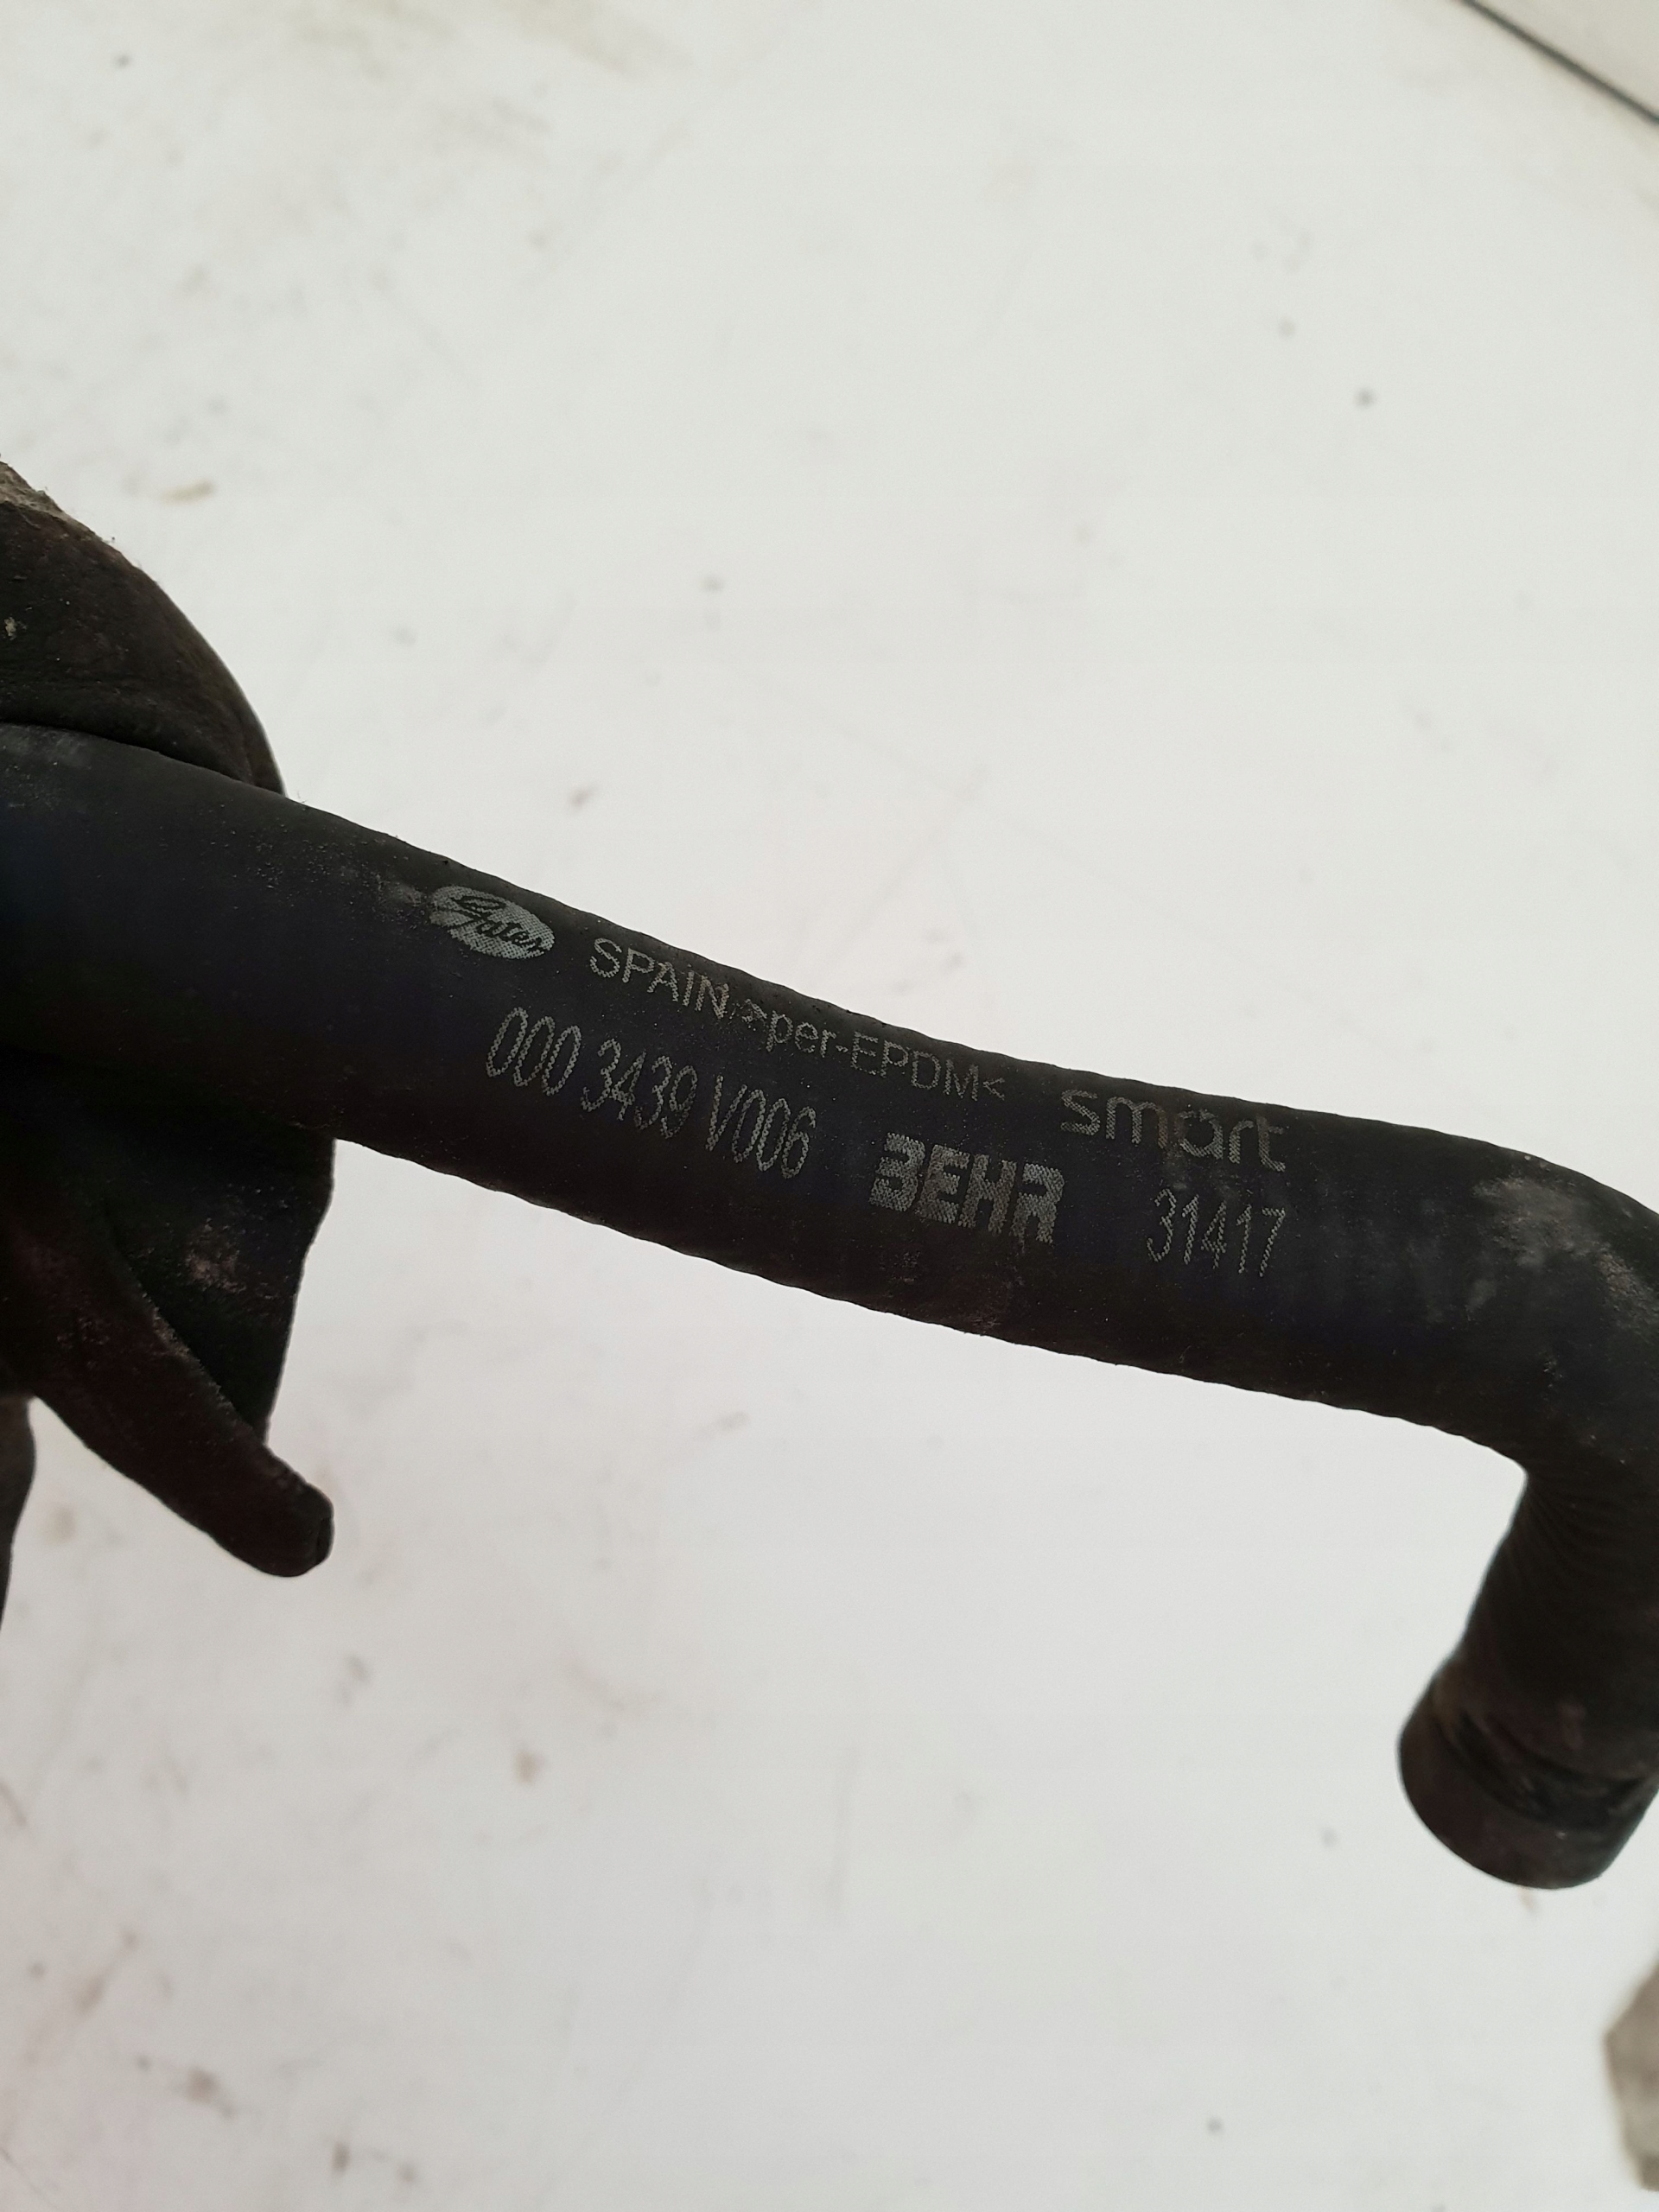 Gates SPAIN >per-EPDM< smart
000 3439 V006 BEHR 31417